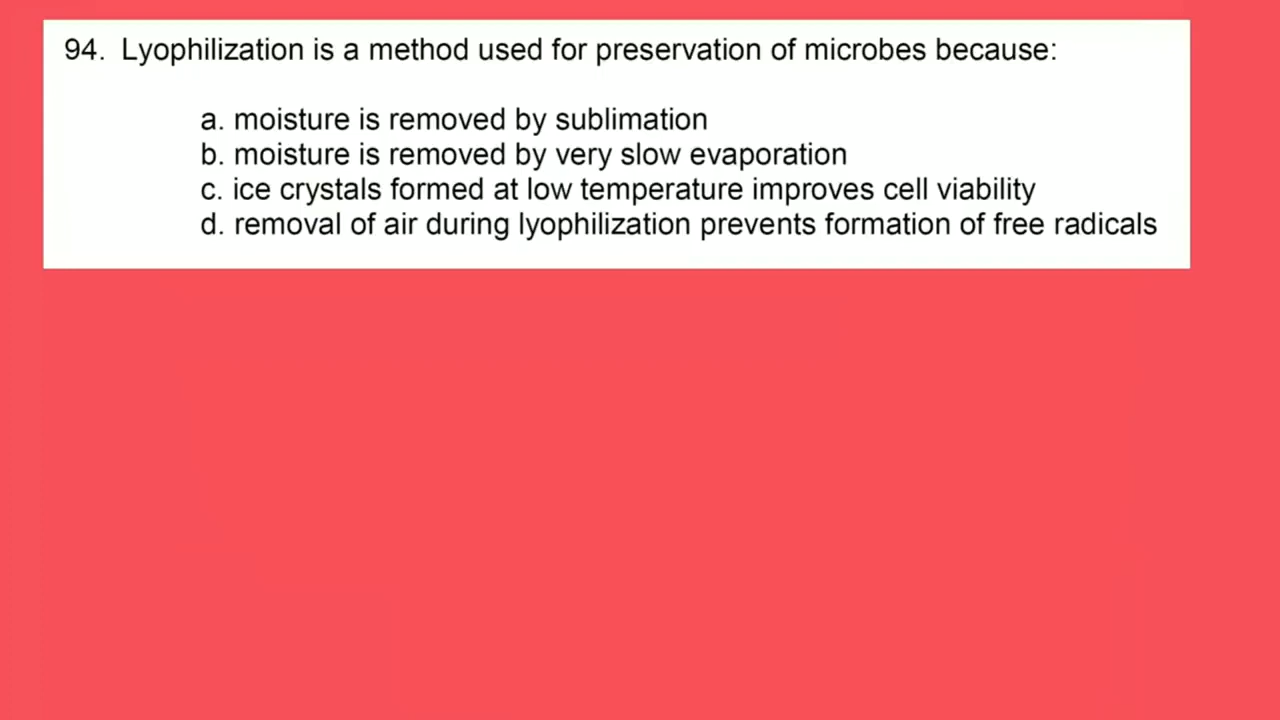 94. Lyophilization is a method used for preservation of microbes because:
a. moisture is removed by sublimation
b. moisture is removed by very slow evaporation
c. ice crystals formed at low temperature improves cell viability
d. removal of air during lyophilization prevents formation of free radicals